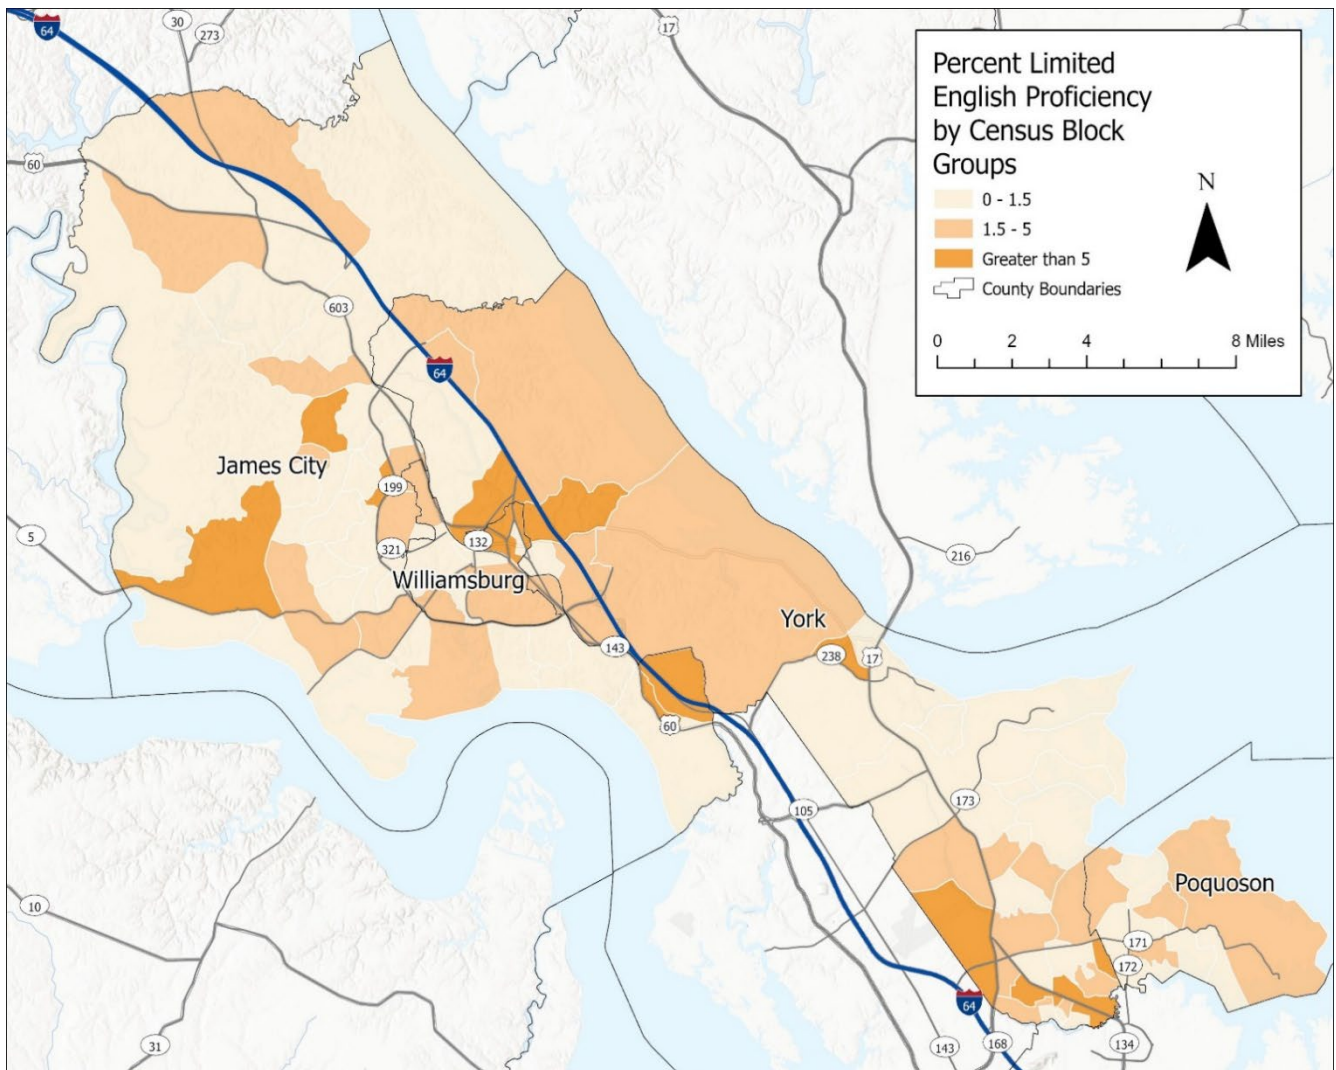 64
30
273
17
Percent Limited
English Proficiency
by Census Block
Groups
0 - 1.5
1.5 - 5
Greater than 5
County Boundaries
N
0 2 4 8 Miles
60
603
64
James City
199
5
321
132
216
Williamsburg
York
143
238
17
60
173
105
Poquoson
10
171
172
64
31
143
168
134